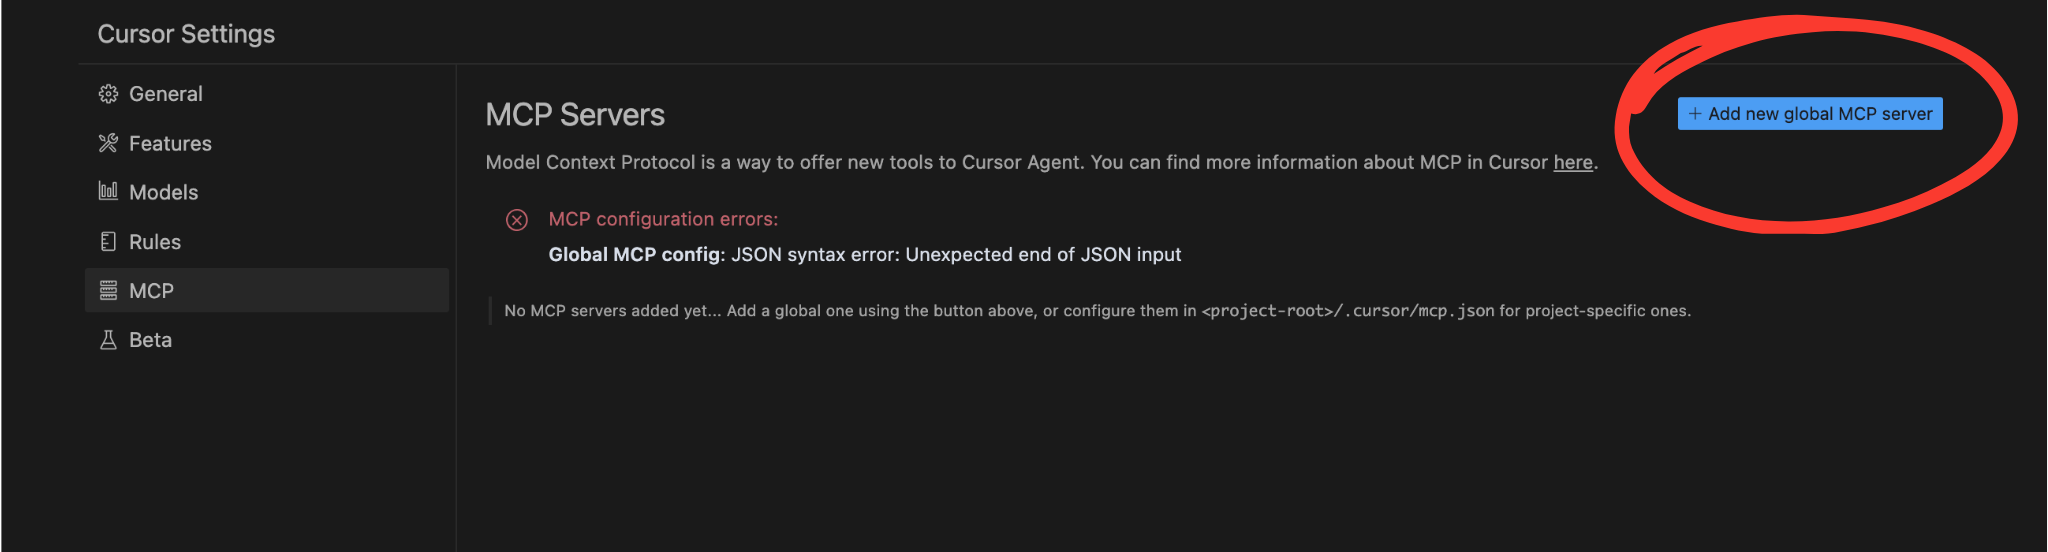 Cursor Settings
General
Features
Models
Rules
MCP
Beta
MCP Servers
+ Add new global MCP server
Model Context Protocol is a way to offer new tools to Cursor Agent. You can find more information about MCP in Cursor here.
MCP configuration errors:
Global MCP config: JSON syntax error: Unexpected end of JSON input
No MCP servers added yet... Add a global one using the button above, or configure them in <project-root>/.cursor/mcp.json for project-specific ones.